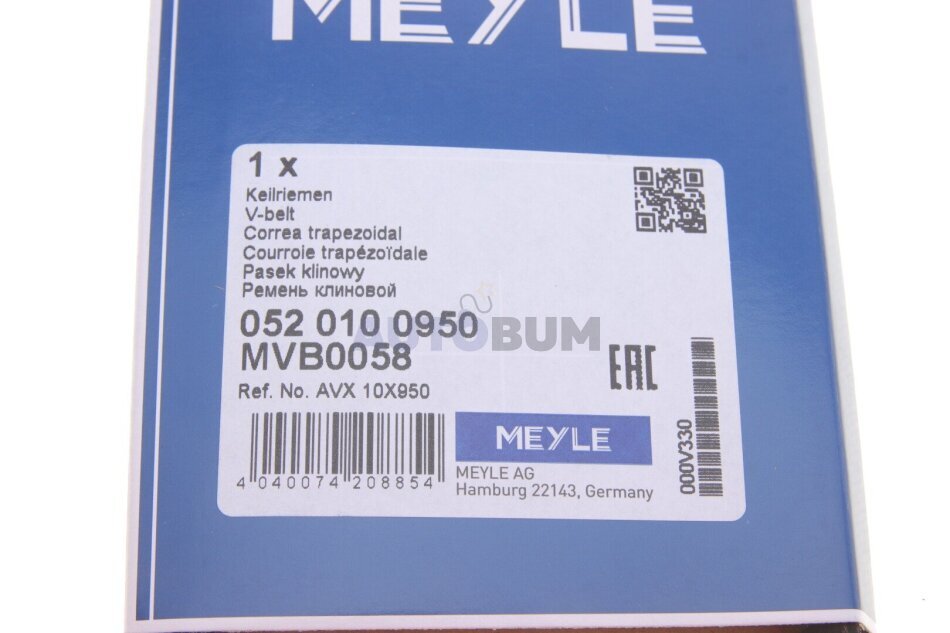 MEYLE
1 x
Keilriemen
V-belt
Correa trapezoidal
Courroie trapézoïdale
Pasek klinowy
Ремень клиновой
052 010 0950
AUTOBUM
MVB0058
EAC
Ref. No. AVX 10X950
MEYLE
4 040074 208854
MEYLE AG
Hamburg 22143, Germany
000V330